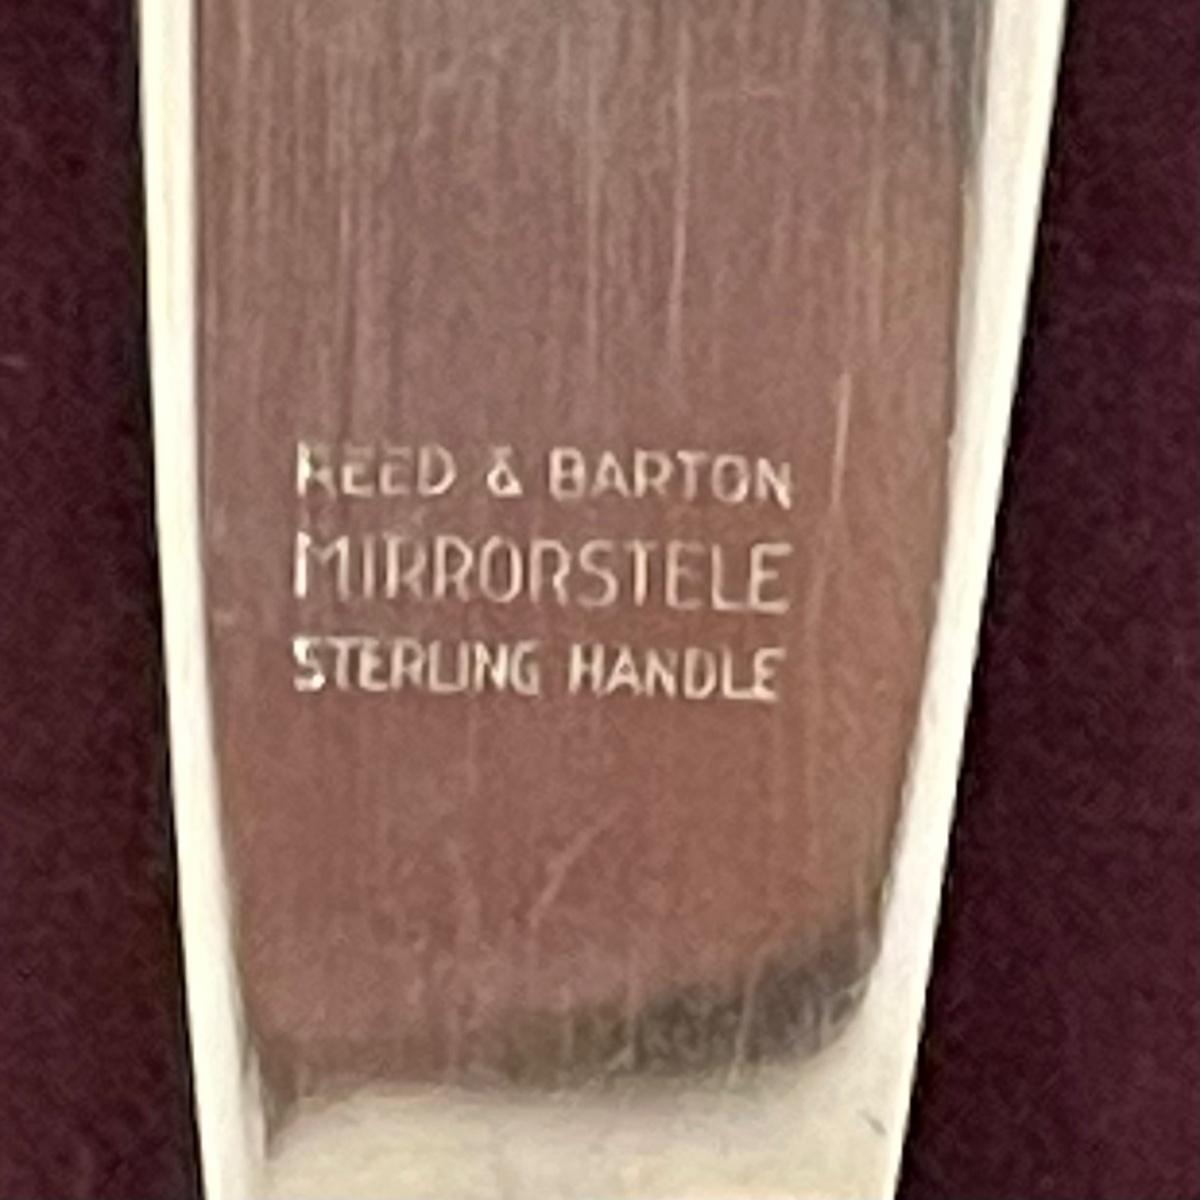 REED & BARTON
MIRRORSTELE
STERLING HANDLE